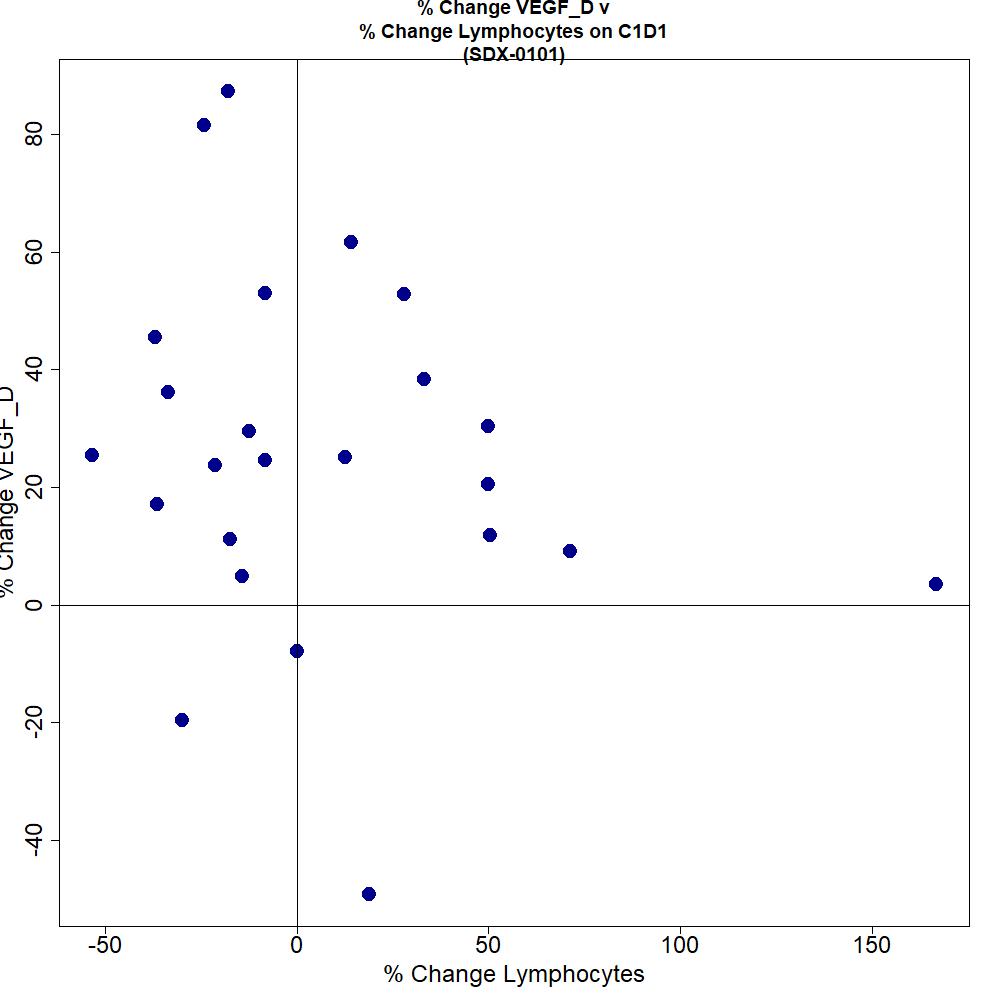 % Change VEGF_D v
% Change Lymphocytes on C1D1
(SDX-0101)
% Change VEGF_D
80
60
40
20
0
-20
-40
-50 0 50 100 150
% Change Lymphocytes